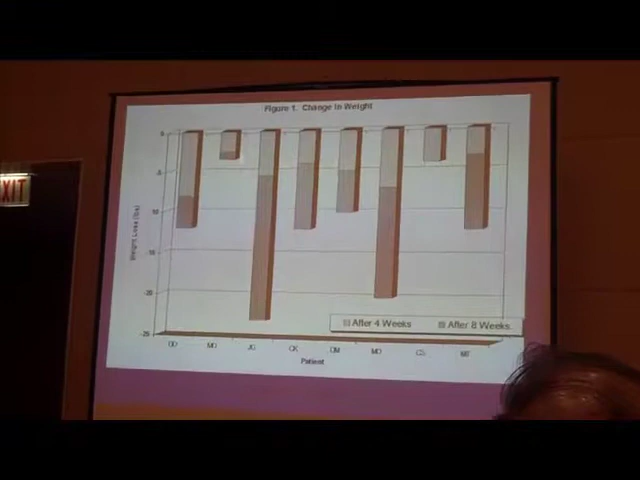 EXIT
Figure 1. Change in Weight
0
-5
-10
-15
-20
-25
Weight Loss (lbs)
After 4 Weeks After 8 Weeks
Patient